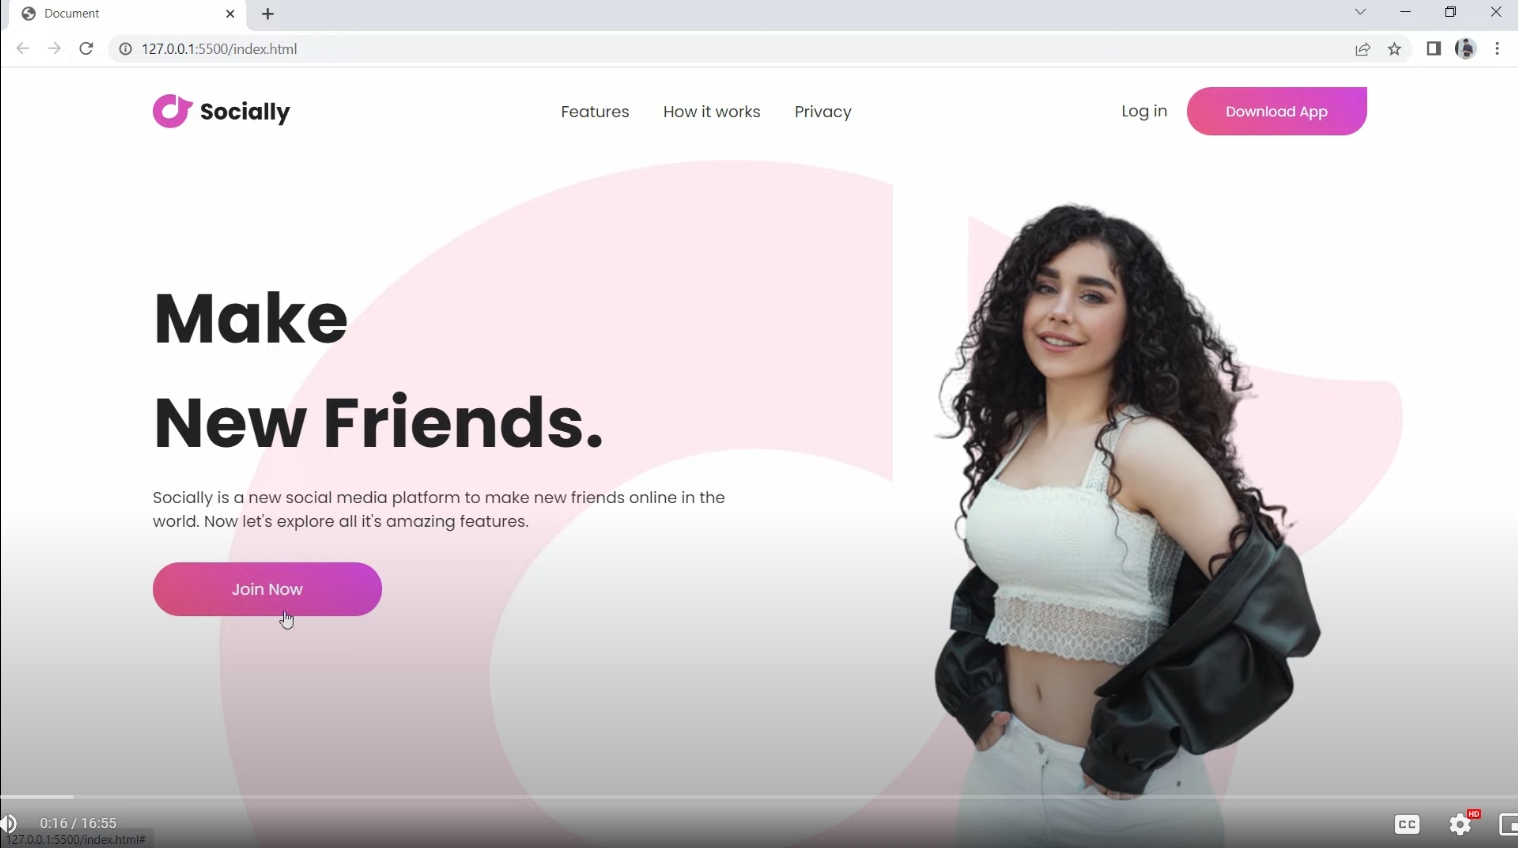 Document
127.0.0.1:5500/index.html
Socially
Features How it works Privacy
Log in Download App
Make
New Friends.
Socially is a new social media platform to make new friends online in the
world. Now let's explore all it's amazing features.
Join Now
0:16 / 16:55
CC HD
127.0.0.1:5500/index.html#